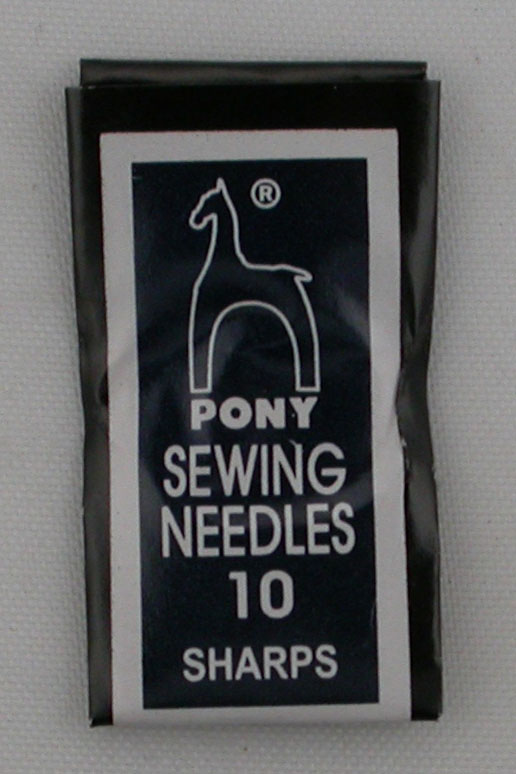 ®
PONY
SEWING
NEEDLES
10
SHARPS